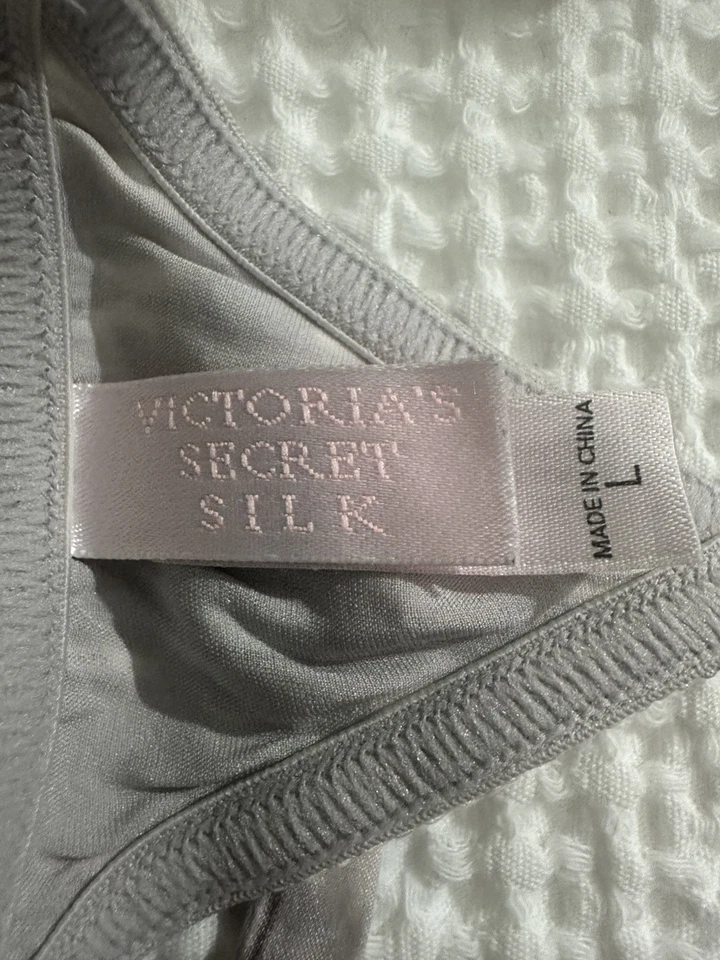 VICTORIA'S
SECRET
SILK
MADE IN CHINA
L